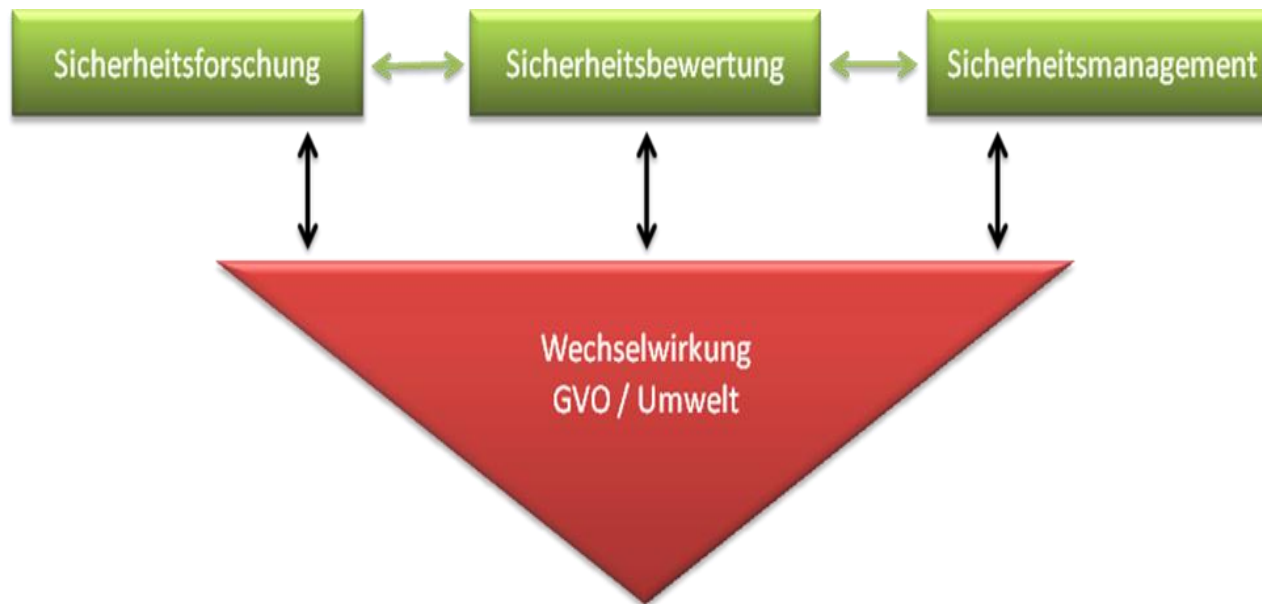 Sicherheitsforschung
Sicherheitsbewertung
Sicherheitsmanagement
Wechselwirkung
GVO / Umwelt